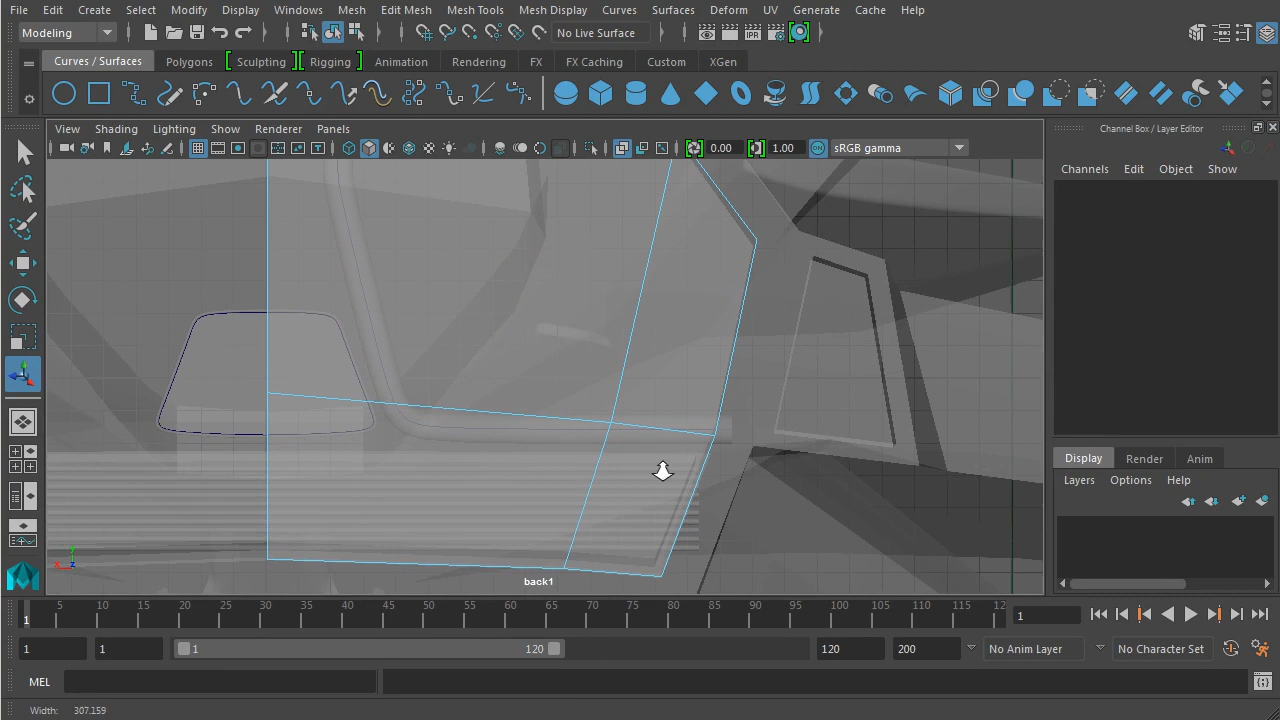 File Edit Create Select Modify Display Windows Mesh Edit Mesh Mesh Tools Mesh Display Curves Surfaces Deform UV Generate Cache Help
Modeling No Live Surface
Curves / Surfaces Polygons Sculpting Rigging Animation Rendering FX FX Caching Custom XGen
View Shading Lighting Show Renderer Panels
0.00 1.00 ON sRGB gamma
Channel Box / Layer Editor
Channels Edit Object Show
Display Render Anim
Layers Options Help
y
x z
back1
5 10 15 20 25 30 35 40 45 50 55 60 65 70 75 80 85 90 95 100 105 110 115 12
1 1
1 1 1 120 120 200 No Anim Layer No Character Set
MEL
Width: 307.159